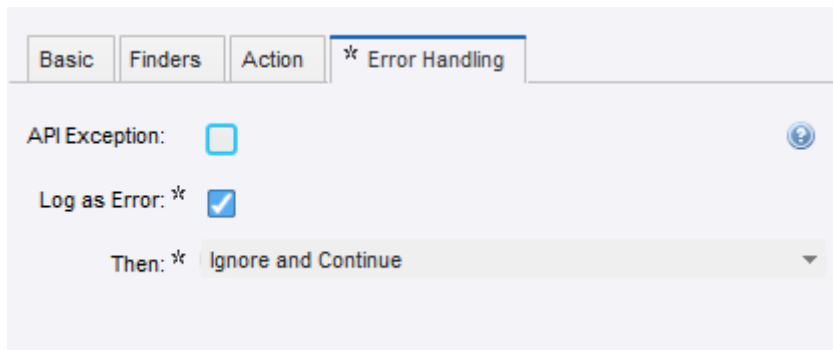 Basic Finders Action * Error Handling
API Exception:
Log as Error: *
Then: * Ignore and Continue